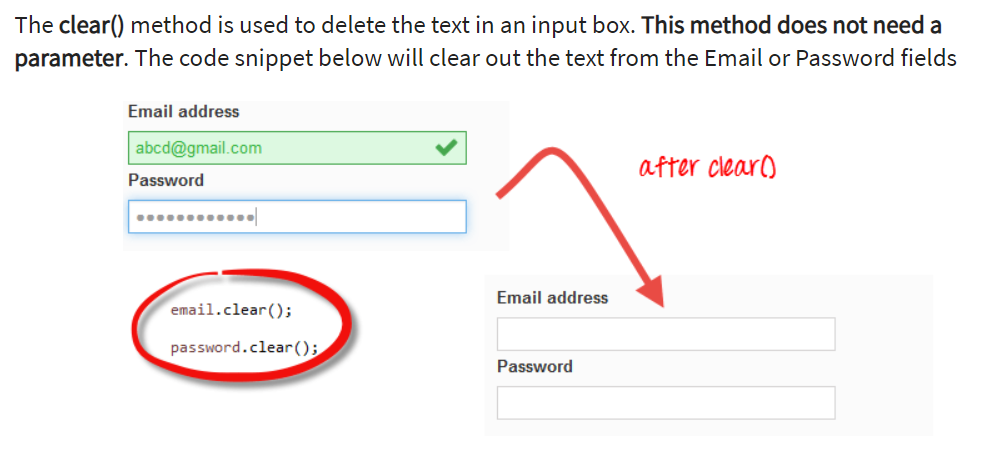 The clear() method is used to delete the text in an input box. This method does not need a
parameter. The code snippet below will clear out the text from the Email or Password fields
Email address
abcd@gmail.com
Password
••••••••••••
after clear()
email.clear();
password.clear();
Email address
Password